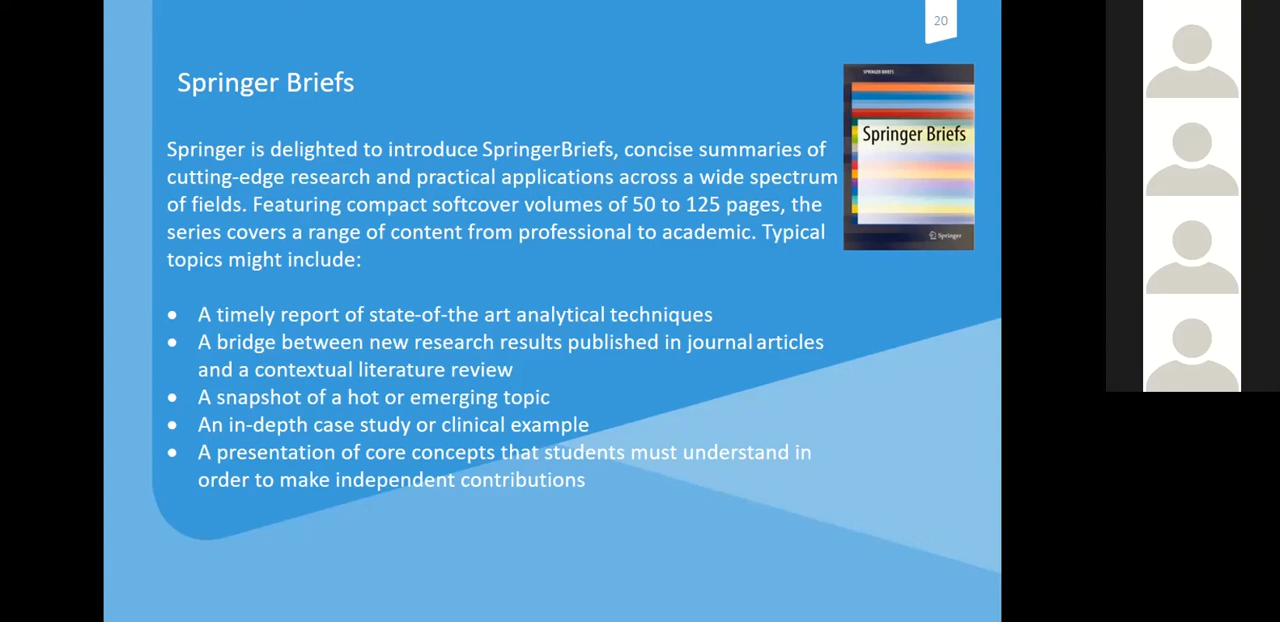 20
Springer Briefs
Springer is delighted to introduce SpringerBriefs, concise summaries of
cutting-edge research and practical applications across a wide spectrum
of fields. Featuring compact softcover volumes of 50 to 125 pages, the
series covers a range of content from professional to academic. Typical
topics might include:
• A timely report of state-of-the art analytical techniques
• A bridge between new research results published in journal articles
and a contextual literature review
• A snapshot of a hot or emerging topic
• An in-depth case study or clinical example
• A presentation of core concepts that students must understand in
order to make independent contributions
SPRINGER BRIEFS
Springer Briefs
Springer